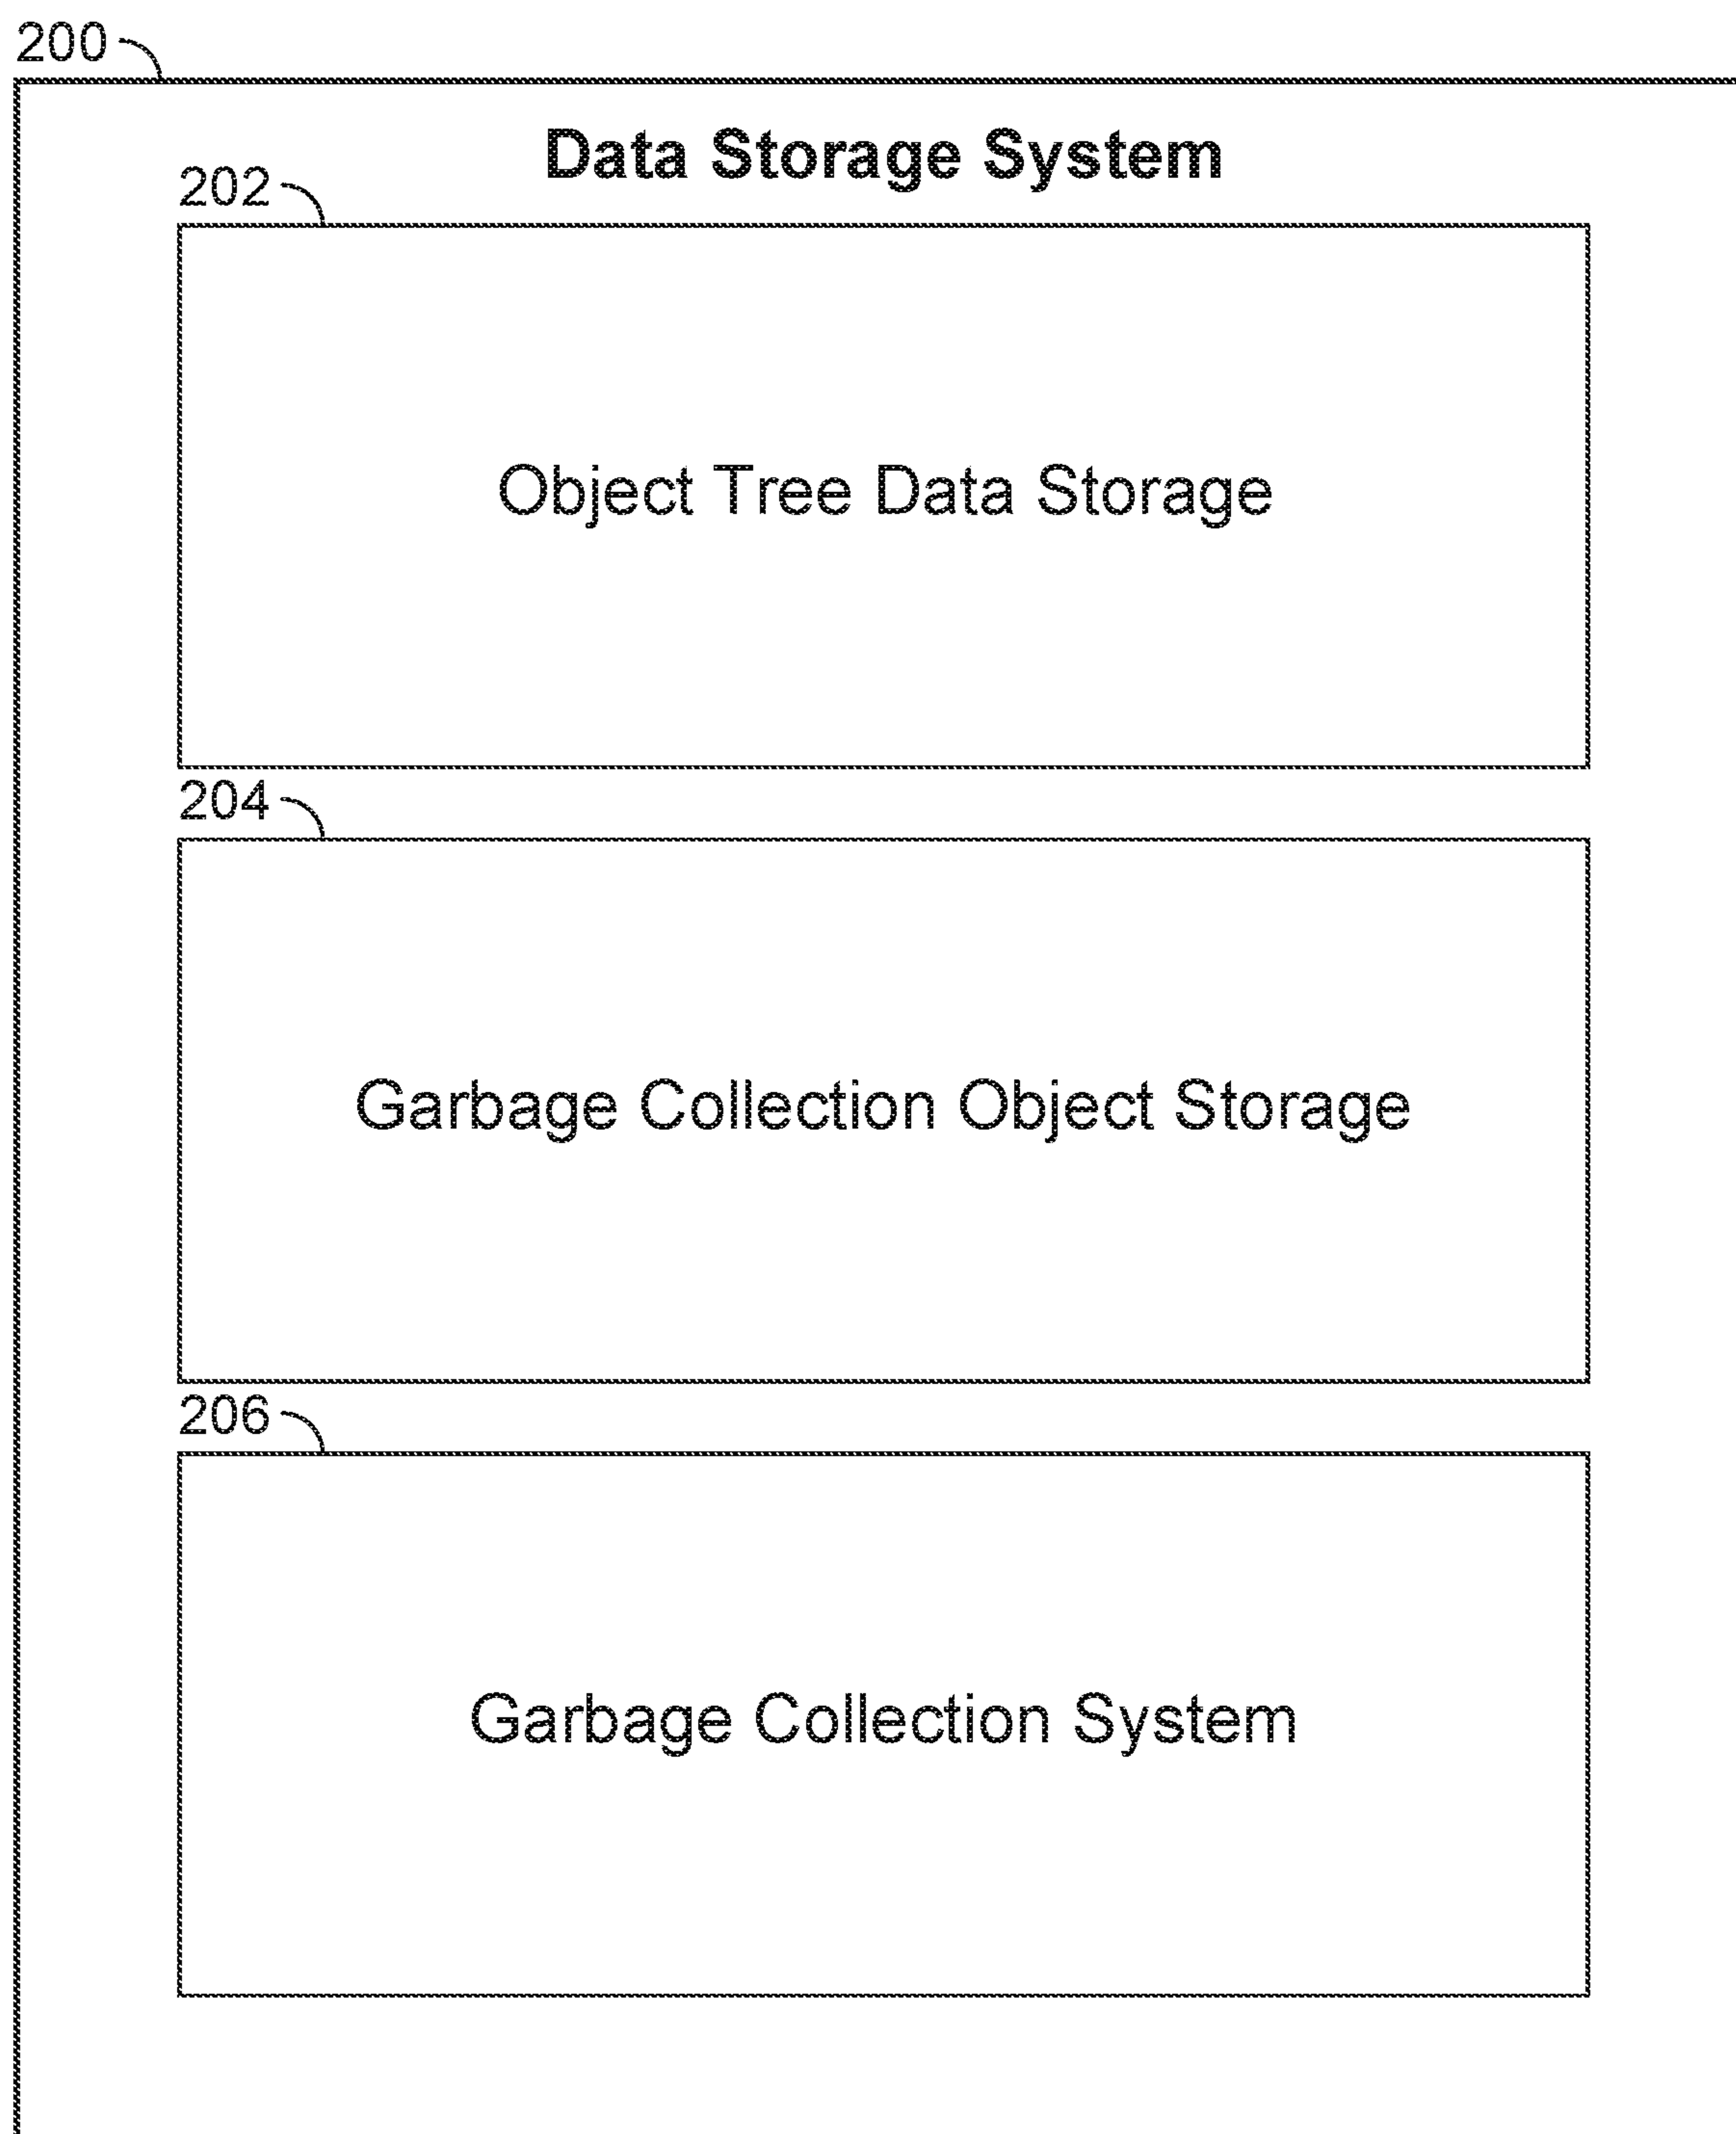 200
Data Storage System
202
Object Tree Data Storage
204
Garbage Collection Object Storage
206
Garbage Collection System